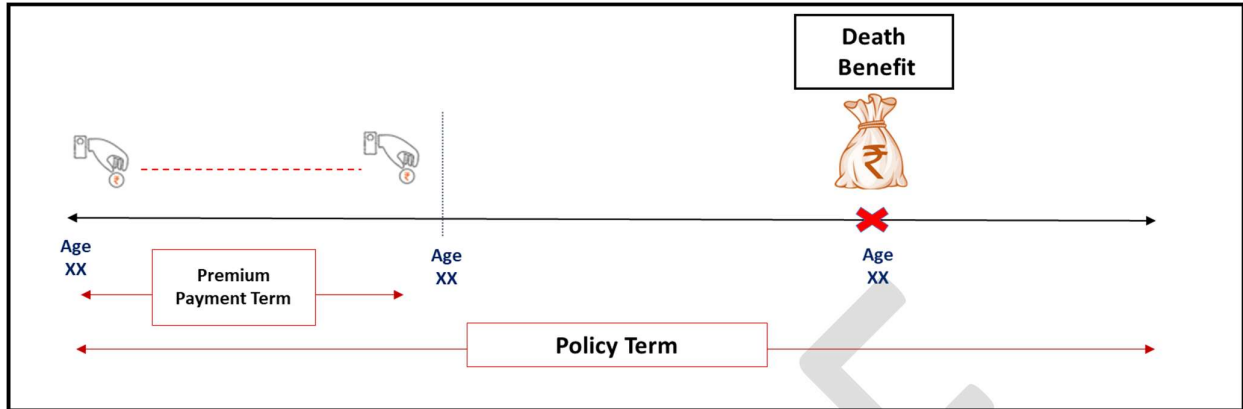 Death
Benefit
₹
₹
₹
Age
XX
Age
XX
Age
XX
Premium
Payment Term
Policy Term